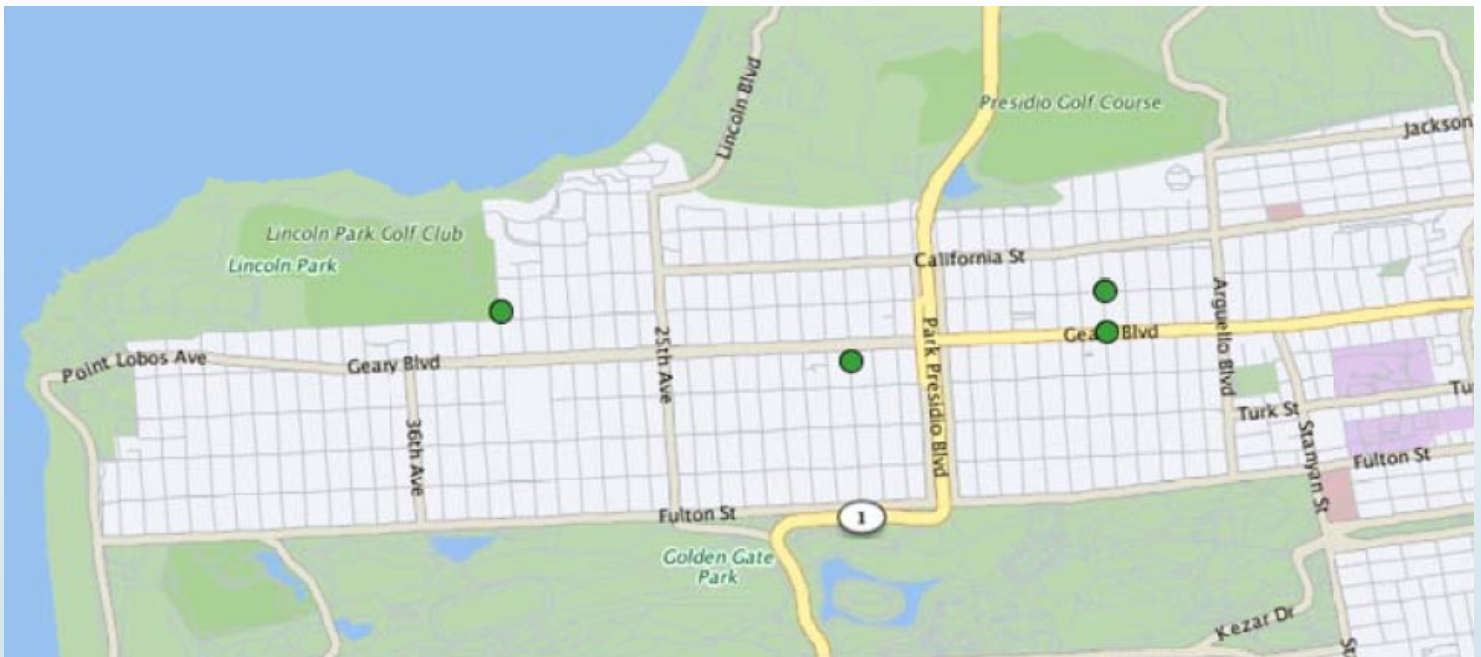 Lincoln Blvd
Presidio Golf Course
Jackson
Lincoln Park Golf Club
Lincoln Park
California St
Arguello Blvd
Point Lobos Ave
Geary Blvd
25th Ave
Park Presidio Blvd
Blvd
36th Ave
Turk St
Stanyan St
Fulton St
Fulton St
1
Golden Gate
Park
Kezar Dr